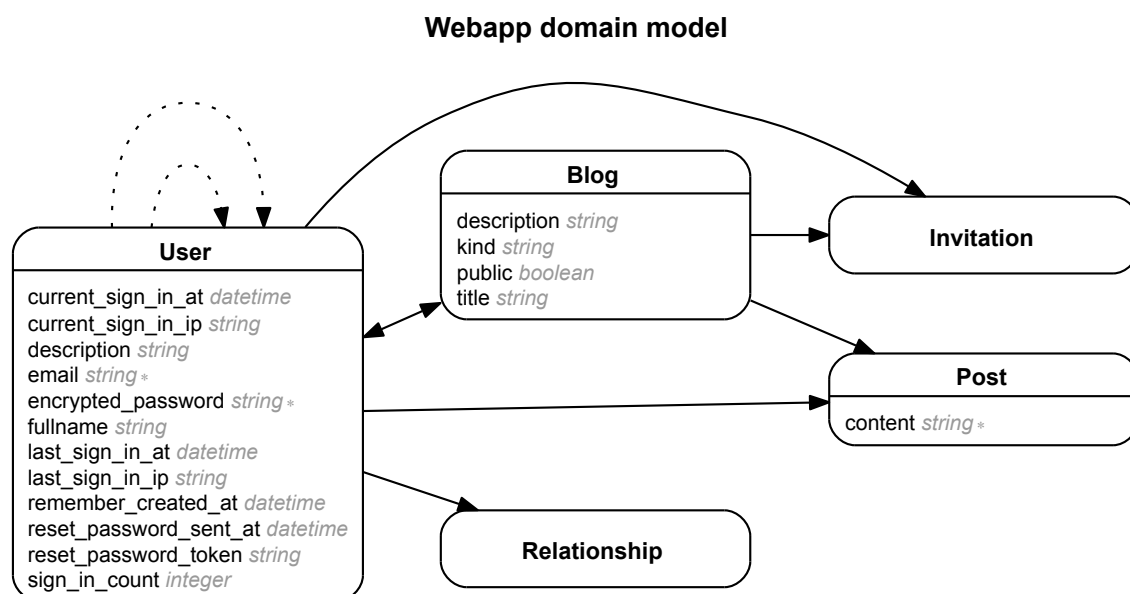 Webapp domain model
Blog
description string
kind string
public boolean
title string
Invitation
User
current_sign_in_at datetime
current_sign_in_ip string
description string
email string *
encrypted_password string *
fullname string
last_sign_in_at datetime
last_sign_in_ip string
remember_created_at datetime
reset_password_sent_at datetime
reset_password_token string
sign_in_count integer
Post
content string *
Relationship